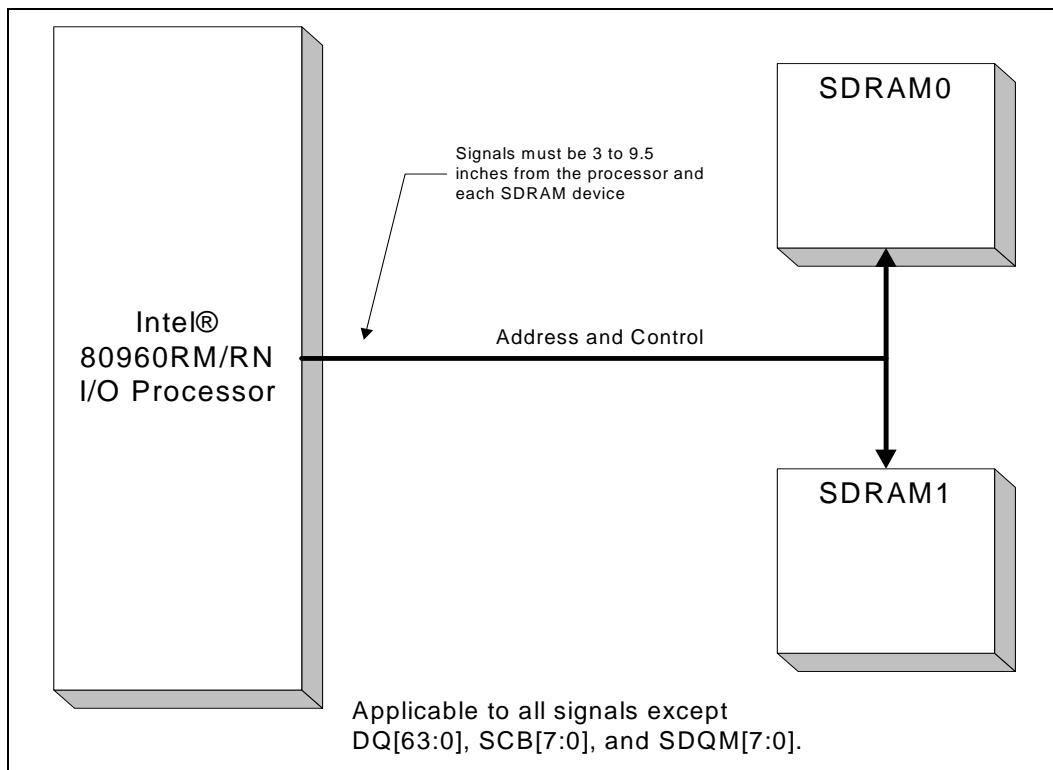 SDRAM0
Signals must be 3 to 9.5
inches from the processor and
each SDRAM device
Intel®
80960RM/RN
I/O Processor
Address and Control
SDRAM1
Applicable to all signals except
DQ[63:0], SCB[7:0], and SDQM[7:0].